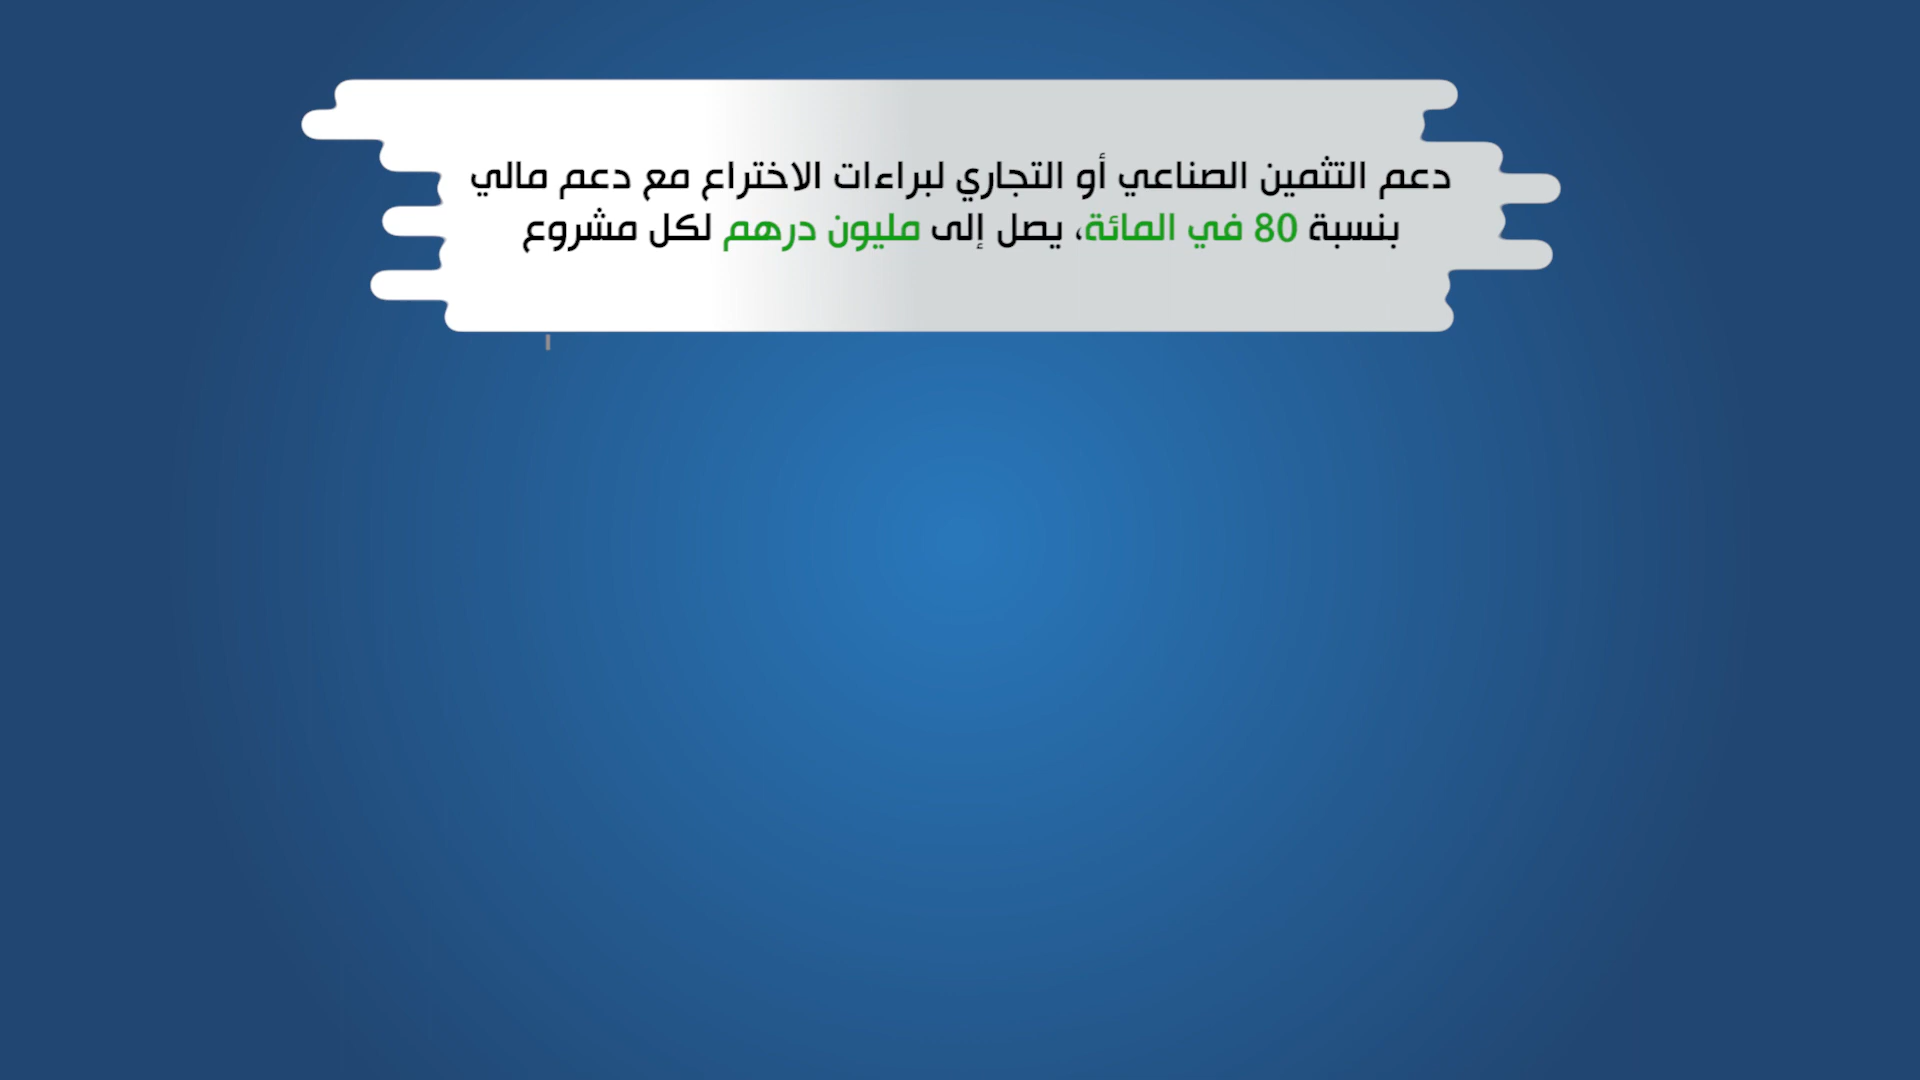 دعم التثمين الصناعي أو التجاري لبراءات الاختراع مع دعم مالي
بنسبة 80 في المائة، يصل إلى مليون درهم لكل مشروع